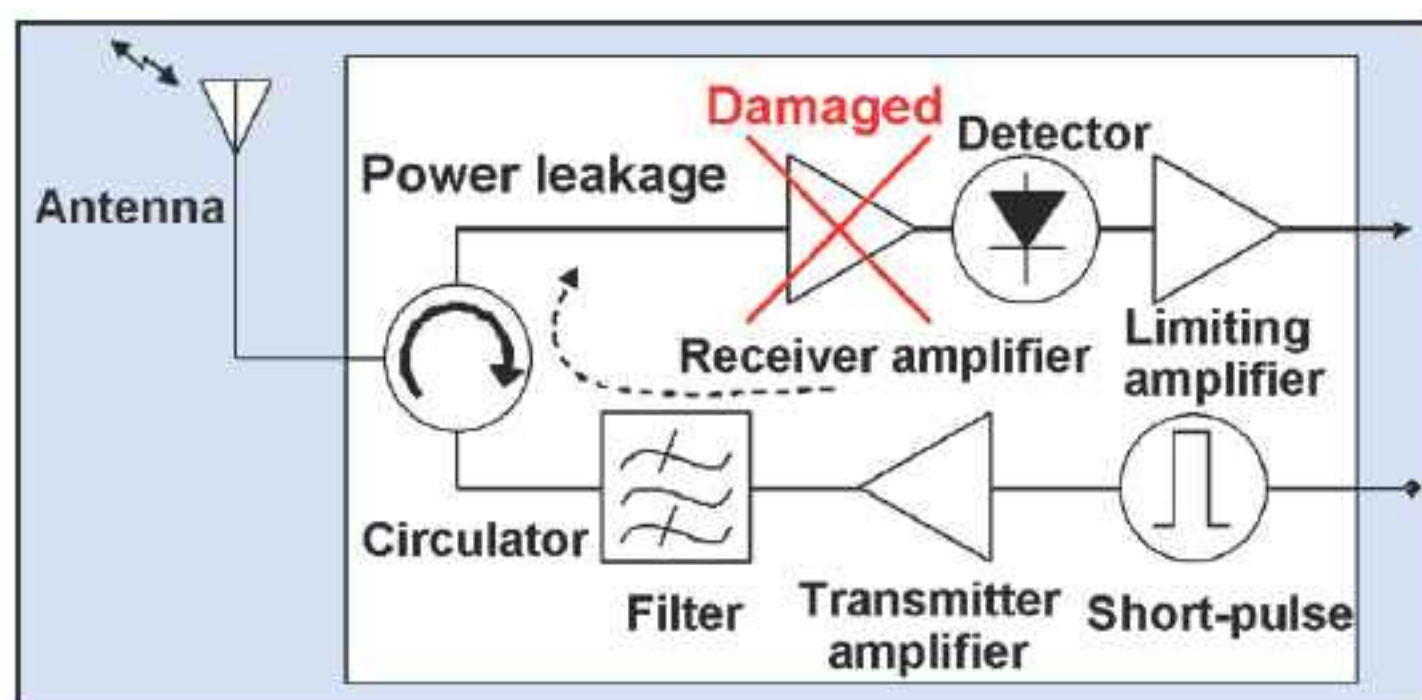 Damaged
Detector
Power leakage
Antenna
Limiting
amplifier
Receiver amplifier
Circulator
Filter
Transmitter
amplifier
Short-pulse